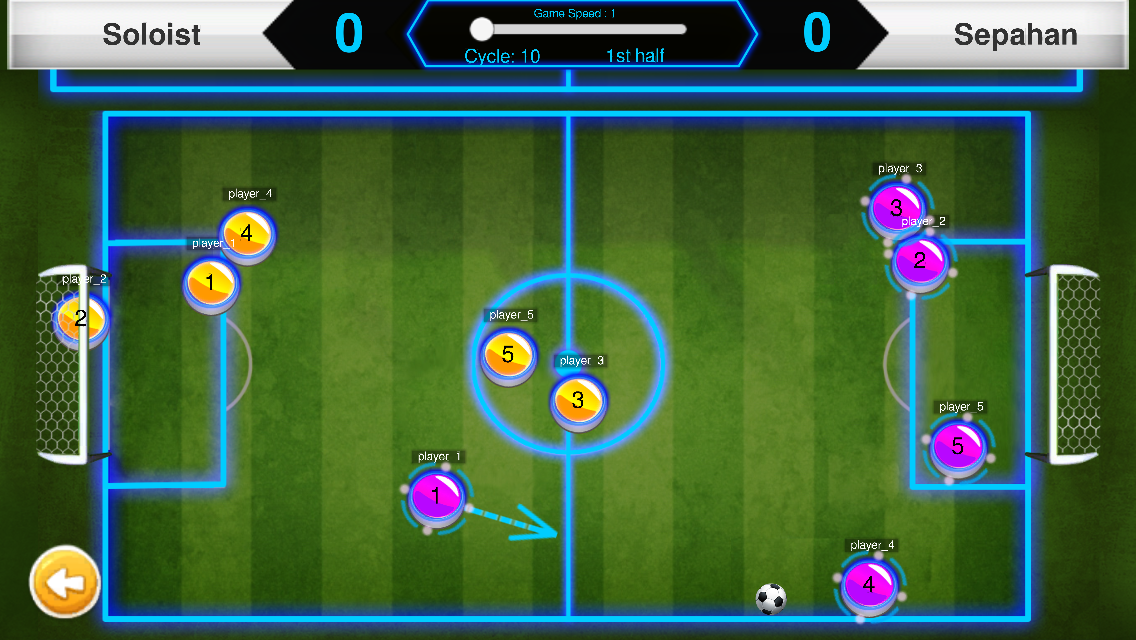 Soloist
0
Game Speed : 1
Cycle: 10
1st half
0
Sepahan
player_3
3
player_4
4
player_2
2
player_1
1
player_2
2
player_5
5
player_3
3
player_5
5
player_1
1
player_4
4